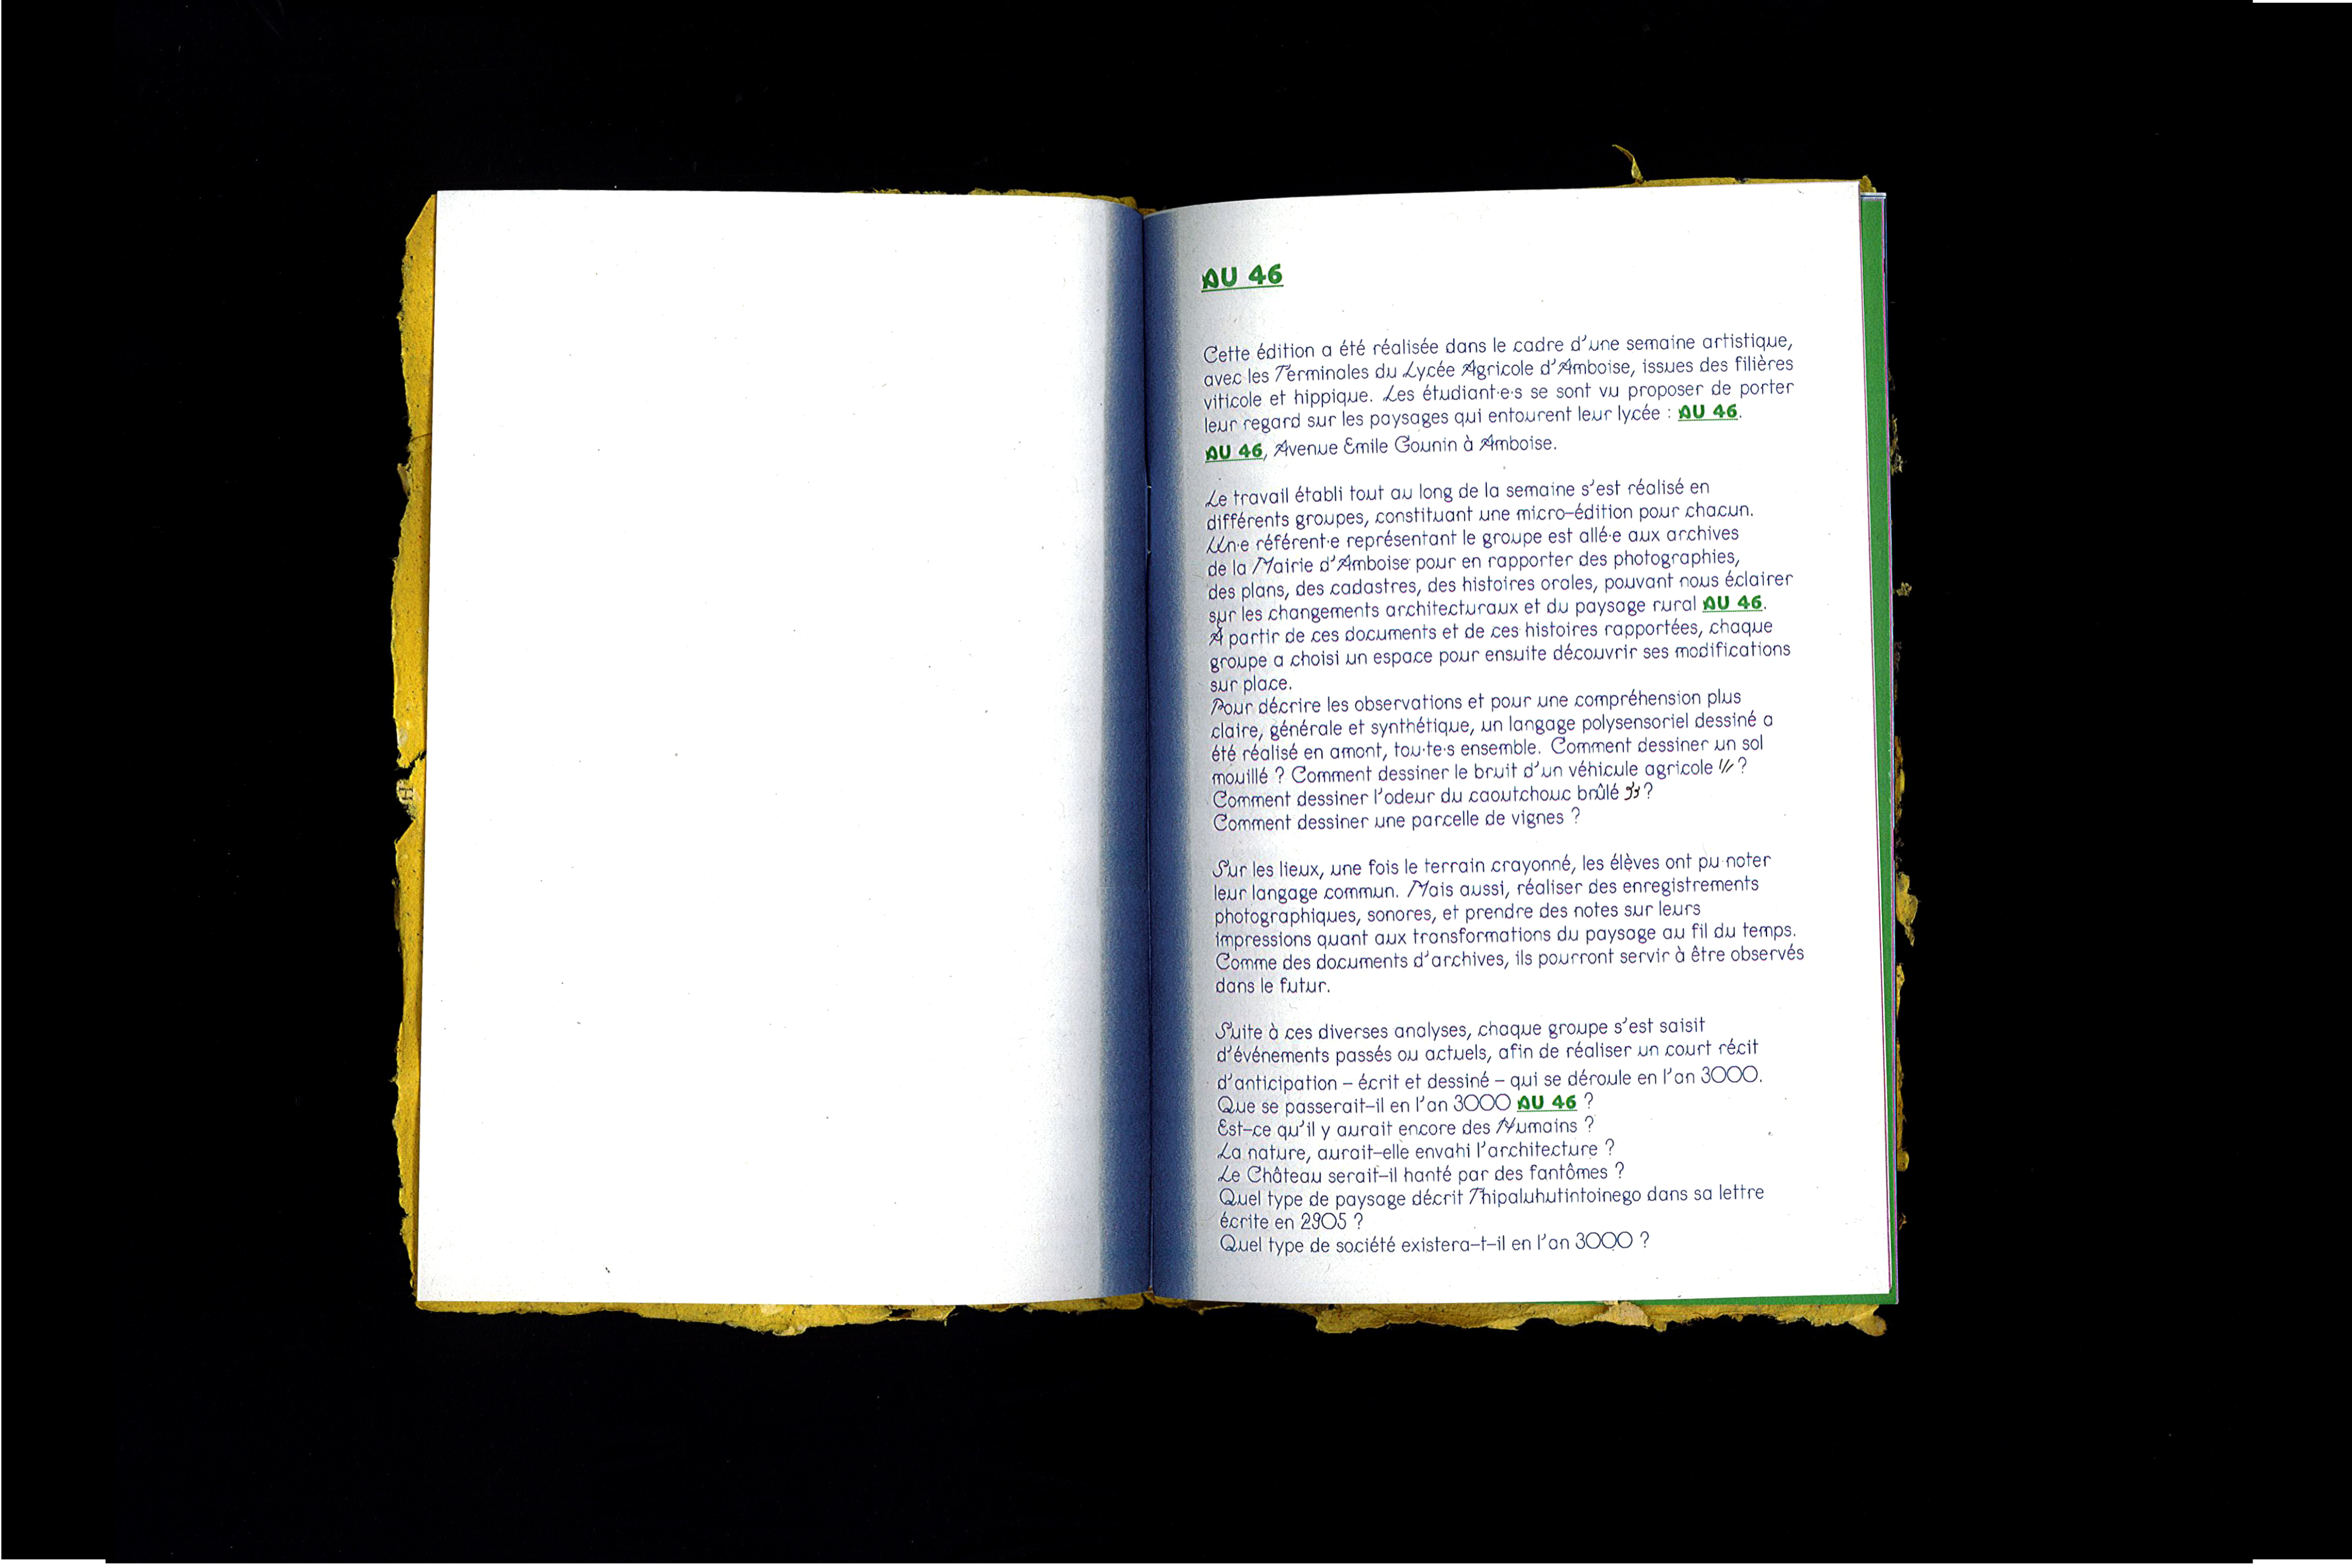 AU 46
Cette édition a été réalisée dans le cadre d'une semaine artistique,
avec les Terminales du Lycée Agricole d'Amboise, issues des filières
viticole et hippique. Les étudiant·e·s se sont vu proposer de porter
leur regard sur les paysages qui entourent leur lycée : AU 46.
AU 46, Avenue Emile Gounin à Amboise.
Le travail établi tout au long de la semaine s'est réalisé en
différents groupes, constituant une micro-édition pour chacun.
Un·e référent·e représentant le groupe est allé·e aux archives
de la Mairie d'Amboise pour en rapporter des photographies,
des plans, des cadastres, des histoires orales, pouvant nous éclairer
sur les changements architecturaux et du paysage rural AU 46.
À partir de ces documents et de ces histoires rapportées, chaque
groupe a choisi un espace pour ensuite découvrir ses modifications
sur place.
Pour décrire les observations et pour une compréhension plus
claire, générale et synthétique, un langage polysensoriel dessiné a
été réalisé en amont, tou·te·s ensemble. Comment dessiner un sol
mouillé ? Comment dessiner le bruit d'un véhicule agricole ?
Comment dessiner l'odeur du caoutchouc brûlé ?
Comment dessiner une parcelle de vignes ?
Sur les lieux, une fois le terrain crayonné, les élèves ont pu noter
leur langage commun. Mais aussi, réaliser des enregistrements
photographiques, sonores, et prendre des notes sur leurs
impressions quant aux transformations du paysage au fil du temps.
Comme des documents d'archives, ils pourront servir à être observés
dans le futur.
Suite à ces diverses analyses, chaque groupe s'est saisit
d'événements passés ou actuels, afin de réaliser un court récit
d'anticipation – écrit et dessiné – qui se déroule en l'an 3000.
Que se passerait-il en l'an 3000 AU 46 ?
Est-ce qu'il y aurait encore des Humains ?
La nature, aurait-elle envahi l'architecture ?
Le Château serait-il hanté par des fantômes ?
Quel type de paysage décrit Thipaluhutintoinego dans sa lettre
écrite en 2905 ?
Quel type de société existera-t-il en l'an 3000 ?